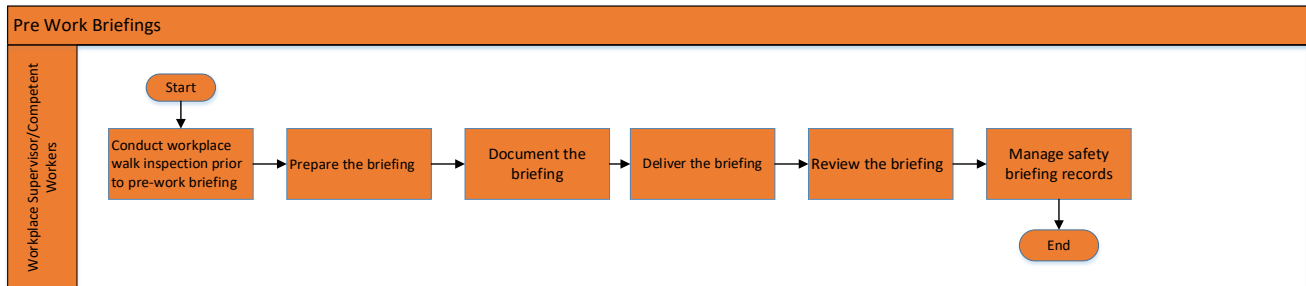 Pre Work Briefings
Workplace Supervisor/Competent
Workers
Start
Conduct workplace
walk inspection prior
to pre-work briefing
Prepare the briefing
Document the
briefing
Deliver the briefing
Review the briefing
Manage safety
briefing records
End